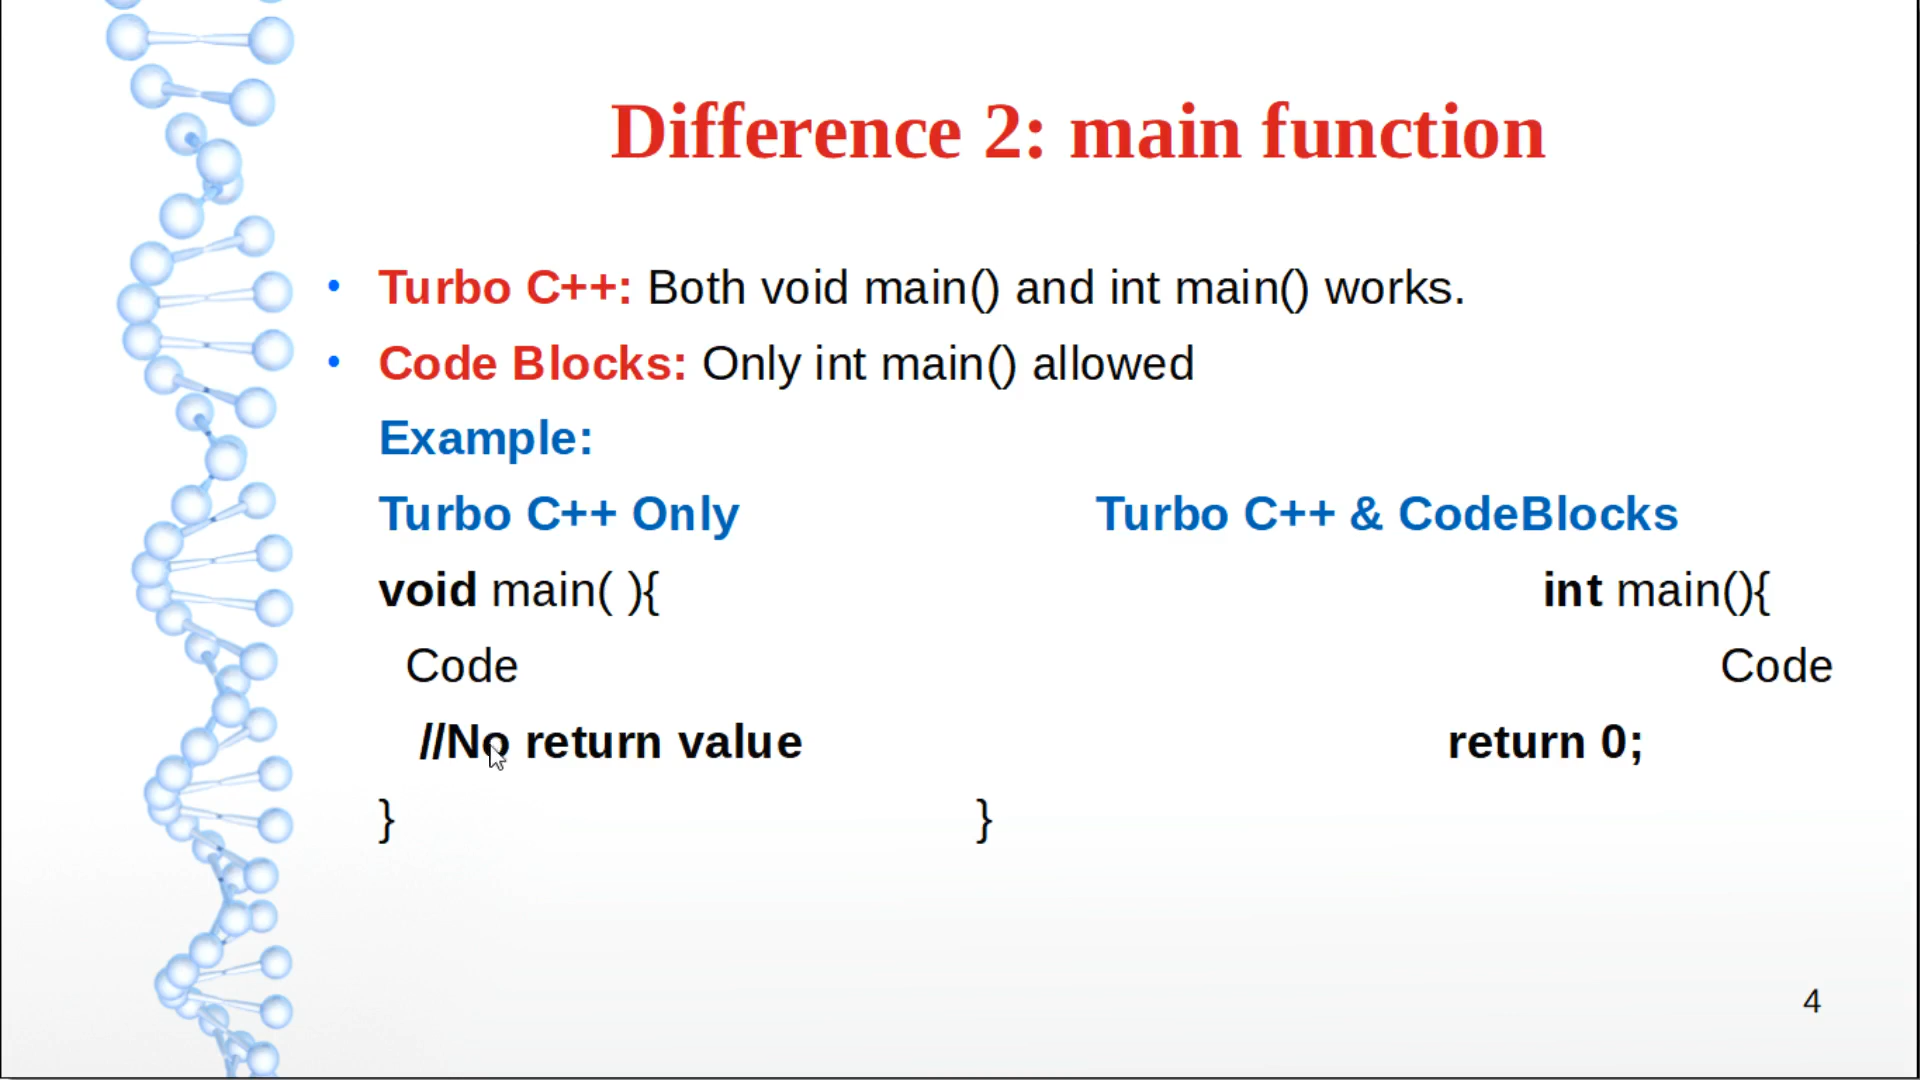 Difference 2: main function
• Turbo C++: Both void main() and int main() works.
• Code Blocks: Only int main() allowed
Example:
Turbo C++ Only Turbo C++ & CodeBlocks
void main( ){ int main(){
Code Code
//No return value return 0;
} }
4